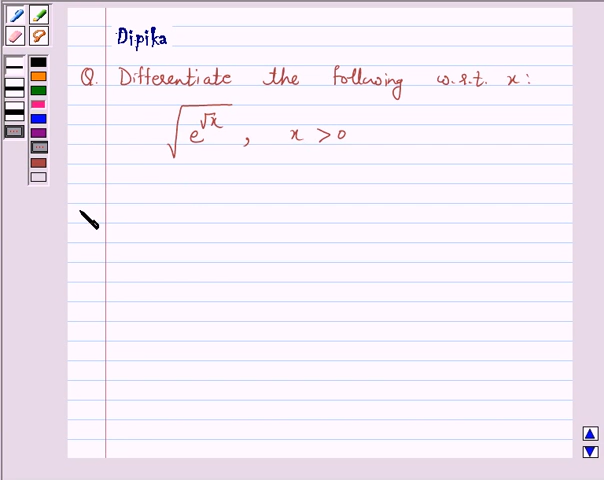 Dipika
Q. Differentiate the following w.r.t. x:
√(e^√x), x > 0